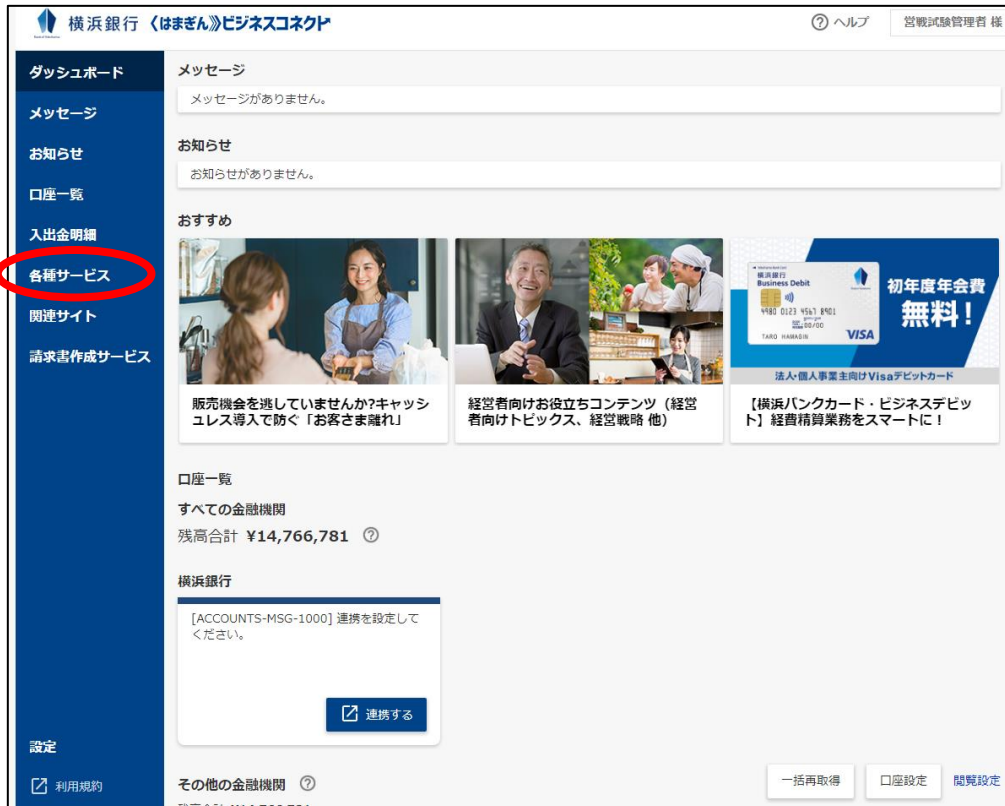 横浜銀行 〈はまぎん》ビジネスコネクト
ヘルプ
営戦試験管理者 様
ダッシュボード
メッセージ
お知らせ
口座一覧
入出金明細
各種サービス
関連サイト
請求書作成サービス
設定
利用規約
メッセージ
メッセージがありません。
お知らせ
お知らせがありません。
おすすめ
横浜銀行
Business Debit
4980 0123 4567 8901
00/00
TARO HAMAGIN
VISA
初年度年会費
無料!
法人・個人事業主向けVisaデビットカード
販売機会を逃していませんか?キャッシ
ュレス導入で防ぐ「お客さま離れ」
経営者向けお役立ちコンテンツ（経営
者向けトピックス、経営戦略 他）
【横浜バンクカード・ビジネスデビッ
ト】経費精算業務をスマートに！
口座一覧
すべての金融機関
残高合計 ¥14,766,781
横浜銀行
[ACCOUNTS-MSG-1000] 連携を設定して
ください。
連携する
その他の金融機関
一括再取得
口座設定
閲覧設定